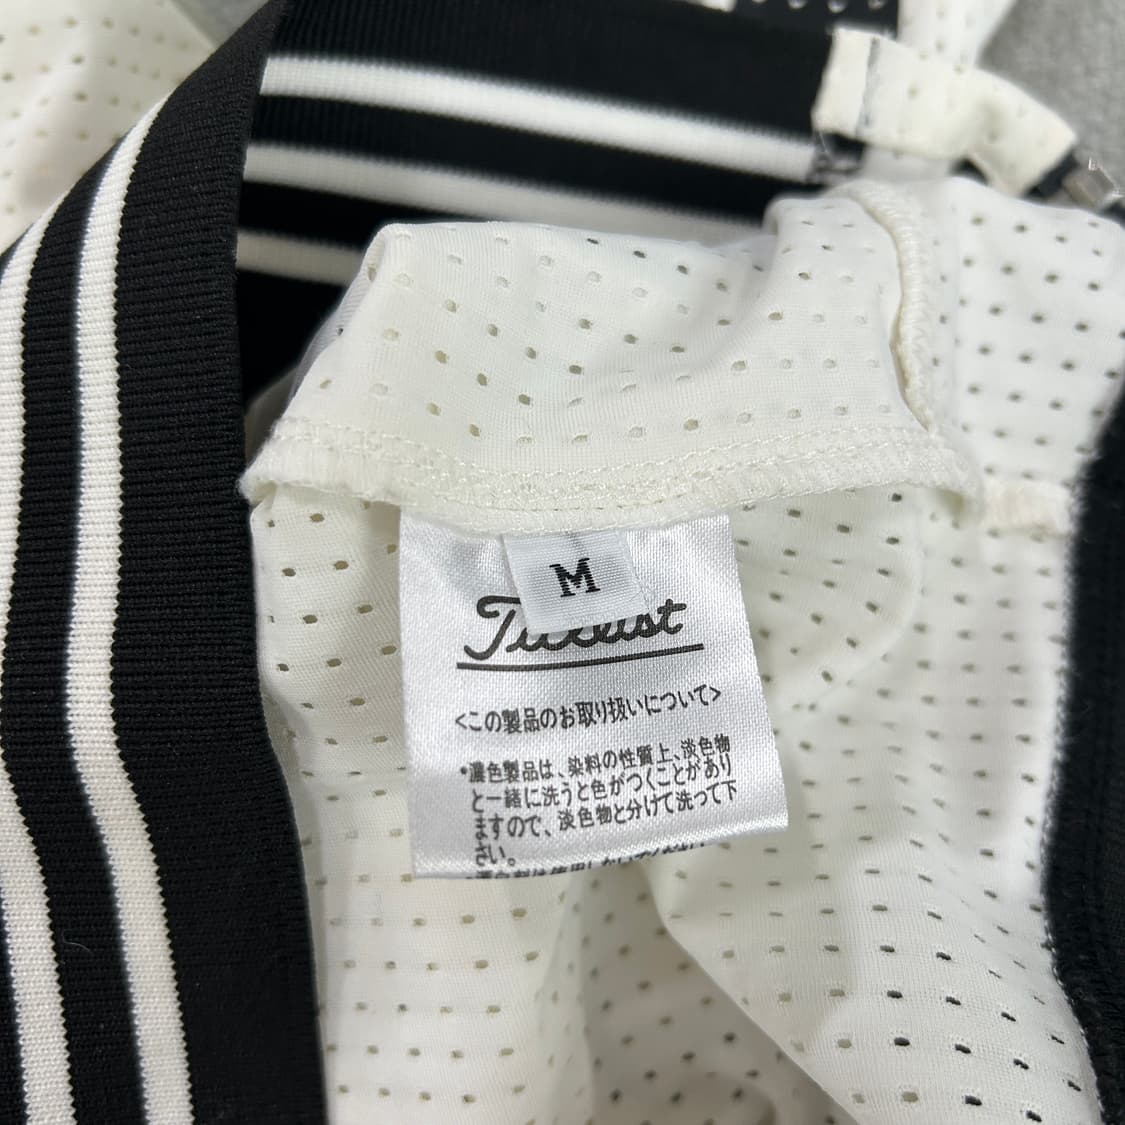 M
Titleist
<この製品のお取り扱いについて>
•濃色製品は、染料の性質上、淡色物
と一緒に洗うと色がつくことがあり
ますので、淡色物と分けて洗って下
さい。